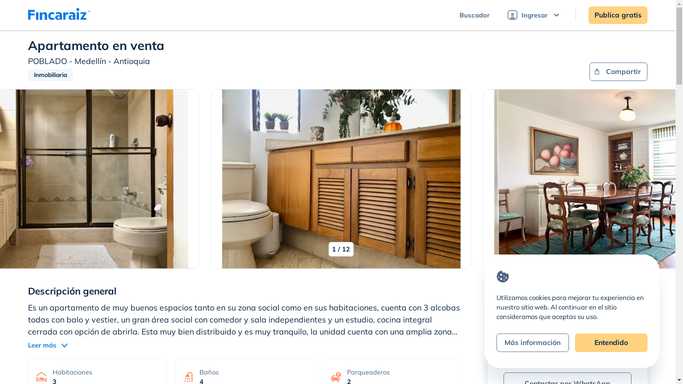 Fincaraiz
Buscador
Ingresar
Publica gratis
Apartamento en venta
POBLADO - Medellín - Antioquia
Inmobiliaria
Compartir
1 / 12
Descripción general
Es un apartamento de muy buenos espacios tanto en su zona social como en sus habitaciones, cuenta con 3 alcobas
todas con baño y vestier, un gran área social con comedor y sala independientes y un estudio, cocina integral
cerrada con opción de abrirla. Esta muy bien distribuido y es muy tranquilo, la unidad cuenta con una amplia zona...
Leer más
Habitaciones
3
Baños
4
Parqueaderos
2
Utilizamos cookies para mejorar tu experiencia en
nuestro sitio web. Al continuar en el sitio
consideramos que aceptás su uso.
Más información
Entendido
Contactar por WhatsApp